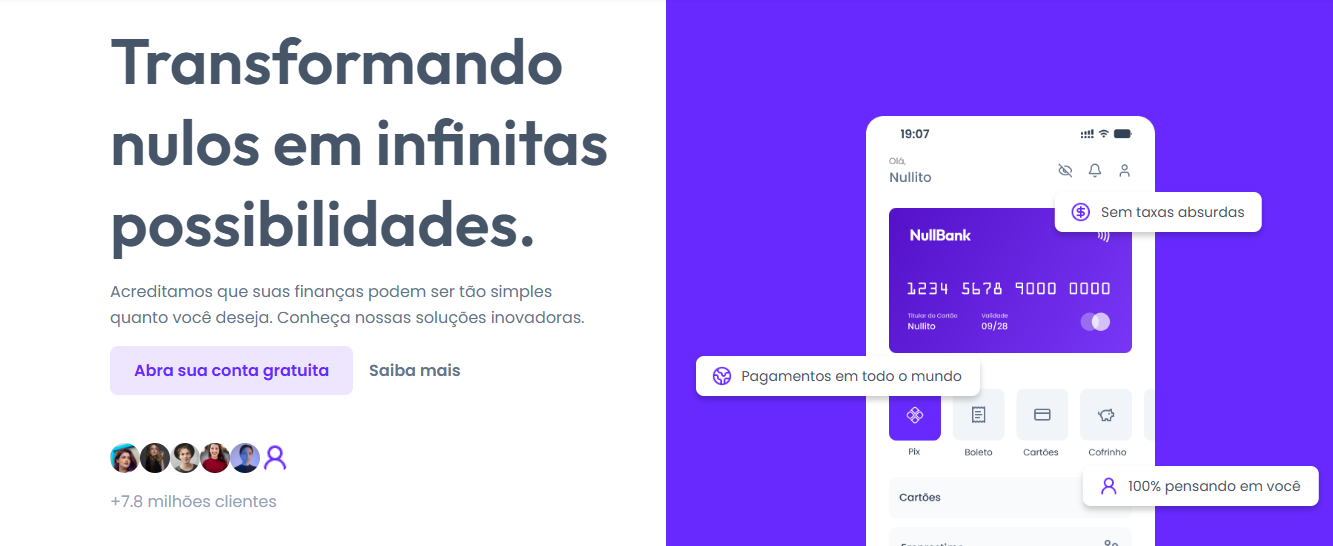 Transformando
nulos em infinitas
possibilidades.
Acreditamos que suas finanças podem ser tão simples
quanto você deseja. Conheça nossas soluções inovadoras.
Abra sua conta gratuita
Saiba mais
+7.8 milhões clientes
19:07
Olá,
Nullito
Sem taxas absurdas
NullBank
1234 5678 9000 0000
Titular do Cartão
Validade
Nullito
09/28
Pagamentos em todo o mundo
Pix
Boleto
Cartões
Cofrinho
100% pensando em você
Cartões